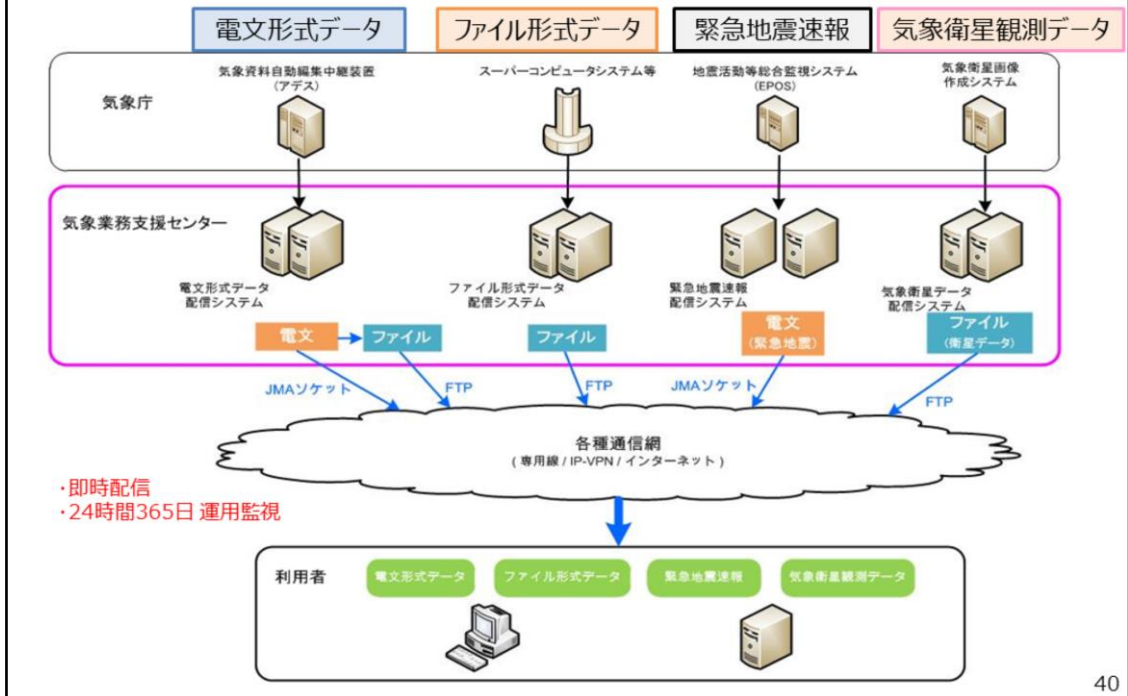 電文形式データ
ファイル形式データ
緊急地震速報
気象衛星観測データ
気象庁
気象資料自動編集中継装置
(アデス)
スーパーコンピュータシステム等
地震活動等総合監視システム
(EPOS)
気象衛星画像
作成システム
気象業務支援センター
電文形式データ
配信システム
ファイル形式データ
配信システム
緊急地震速報
配信システム
気象衛星データ
配信システム
電文
ファイル
ファイル
電文
(緊急地震)
ファイル
(衛星データ)
JMAソケット
FTP
FTP
JMAソケット
FTP
各種通信網
( 専用線 / IP-VPN / インターネット )
・即時配信
・24時間365日 運用監視
利用者
電文形式データ
ファイル形式データ
緊急地震速報
気象衛星観測データ
40